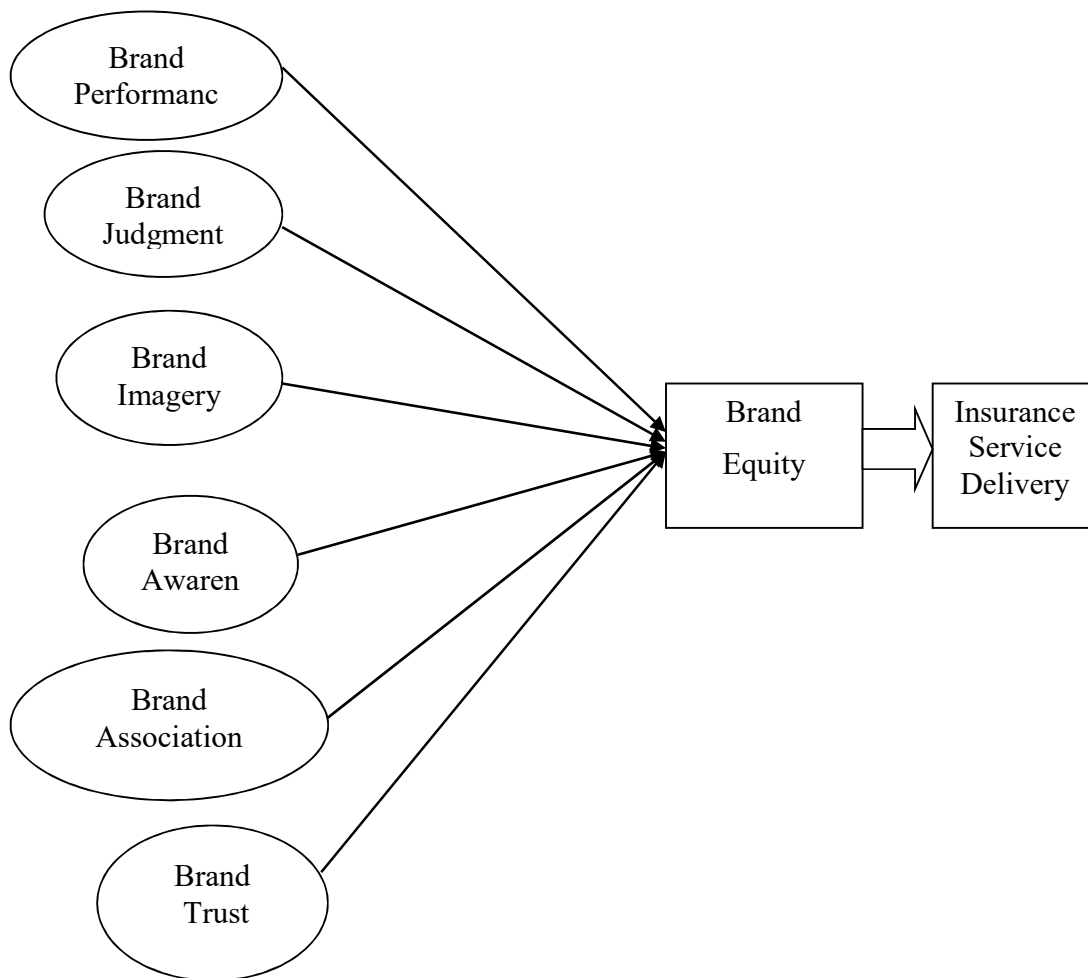 Brand
Performanc
Brand
Judgment
Brand
Imagery
Brand
Awaren
Brand
Association
Brand
Trust
Brand
Equity
Insurance
Service
Delivery